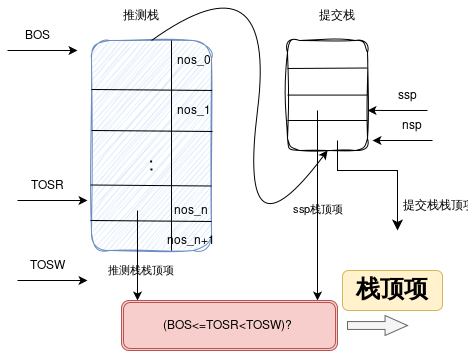 推测栈
提交栈
BOS
nos_0
nos_1
ssp
nsp
:
TOSR
nos_n
ssp栈顶项
提交栈栈顶项
nos_n+1
TOSW
推测栈栈顶项
栈顶项
(BOS<=TOSR<TOSW)?